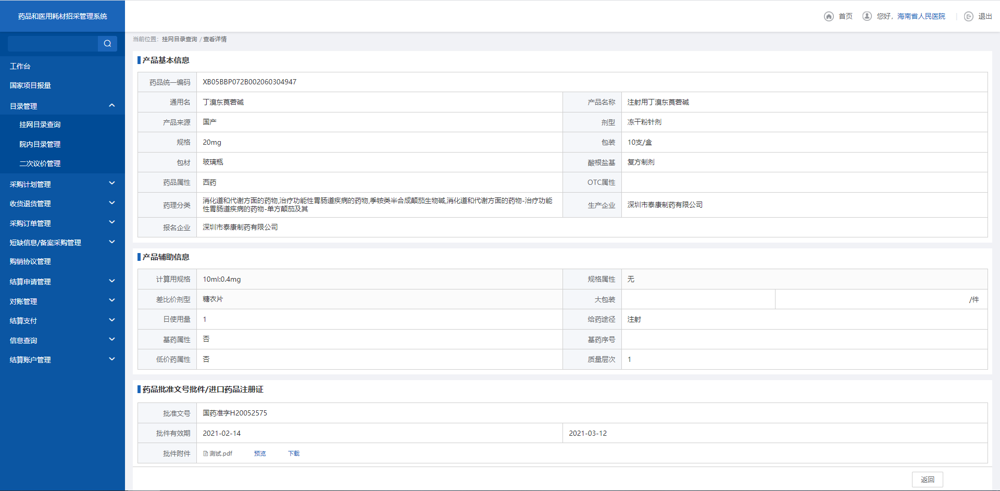 药品和医用耗材招采管理系统
首页
您好，海南省人民医院
退出
工作台
国家项目报量
目录管理
挂网目录查询
院内目录管理
二次议价管理
采购计划管理
收货退货管理
采购订单管理
短缺信息/备案采购管理
购销协议管理
结算申请管理
对账管理
结算支付
信息查询
结算账户管理
当前位置：挂网目录查询 / 查看详情
产品基本信息
药品统一编码 XB05BBP072B002060304947
通用名 丁溴东莨菪碱 产品名称 注射用丁溴东莨菪碱
产品来源 国产 剂型 冻干粉针剂
规格 20mg 包装 10支/盒
包材 玻璃瓶 酸根盐基 复方制剂
药品属性 西药 OTC属性
药理分类 消化道和代谢方面的药物,治疗功能性胃肠道疾病的药物,季铵类半合成颠茄生物碱,消化道和代谢方面的药物-治疗功能
性胃肠道疾病的药物-单方颠茄及其
生产企业 深圳市泰康制药有限公司
报名企业 深圳市泰康制药有限公司
产品辅助信息
计算用规格 10ml:0.4mg 规格属性 无
差比价剂型 糖衣片 大包装 /件
日使用量 1 给药途径 注射
基药属性 否 基药序号
低价药属性 否 质量层次 1
药品批准文号批件/进口药品注册证
批准文号 国药准字H20052575
批件有效期 2021-02-14 2021-03-12
批件附件 测试.pdf 预览 下载
返回